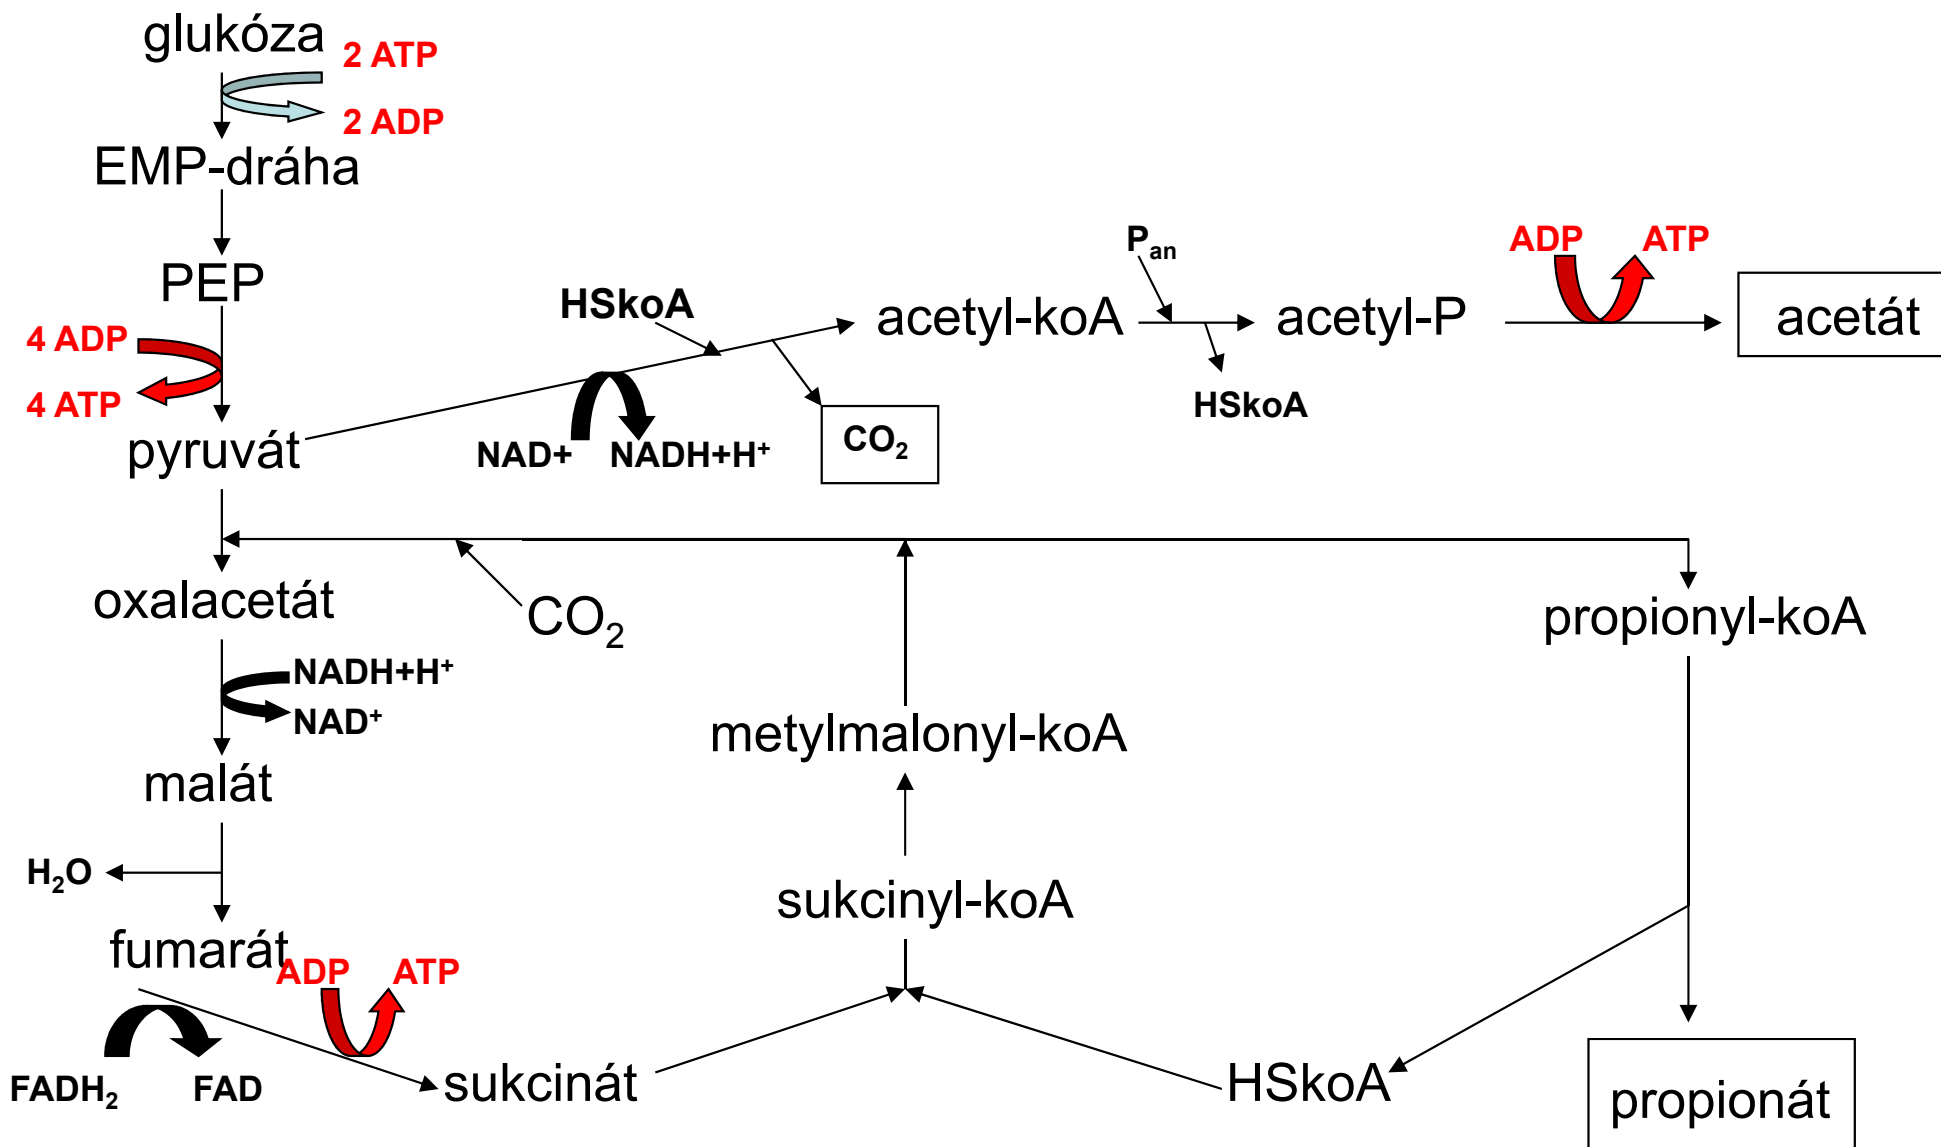 glukóza
2 ATP
2 ADP
EMP-dráha
PEP
4 ADP
4 ATP
pyruvát
HSkoA
NAD+
NADH+H⁺
CO₂
acetyl-koA
Pₐₙ
HSkoA
acetyl-P
ADP
ATP
acetát
oxalacetát
CO₂
propionyl-koA
NADH+H⁺
NAD⁺
metylmalonyl-koA
malát
H₂O
sukcinyl-koA
fumarát
ADP
ATP
FADH₂
FAD
sukcinát
HSkoA
propionát